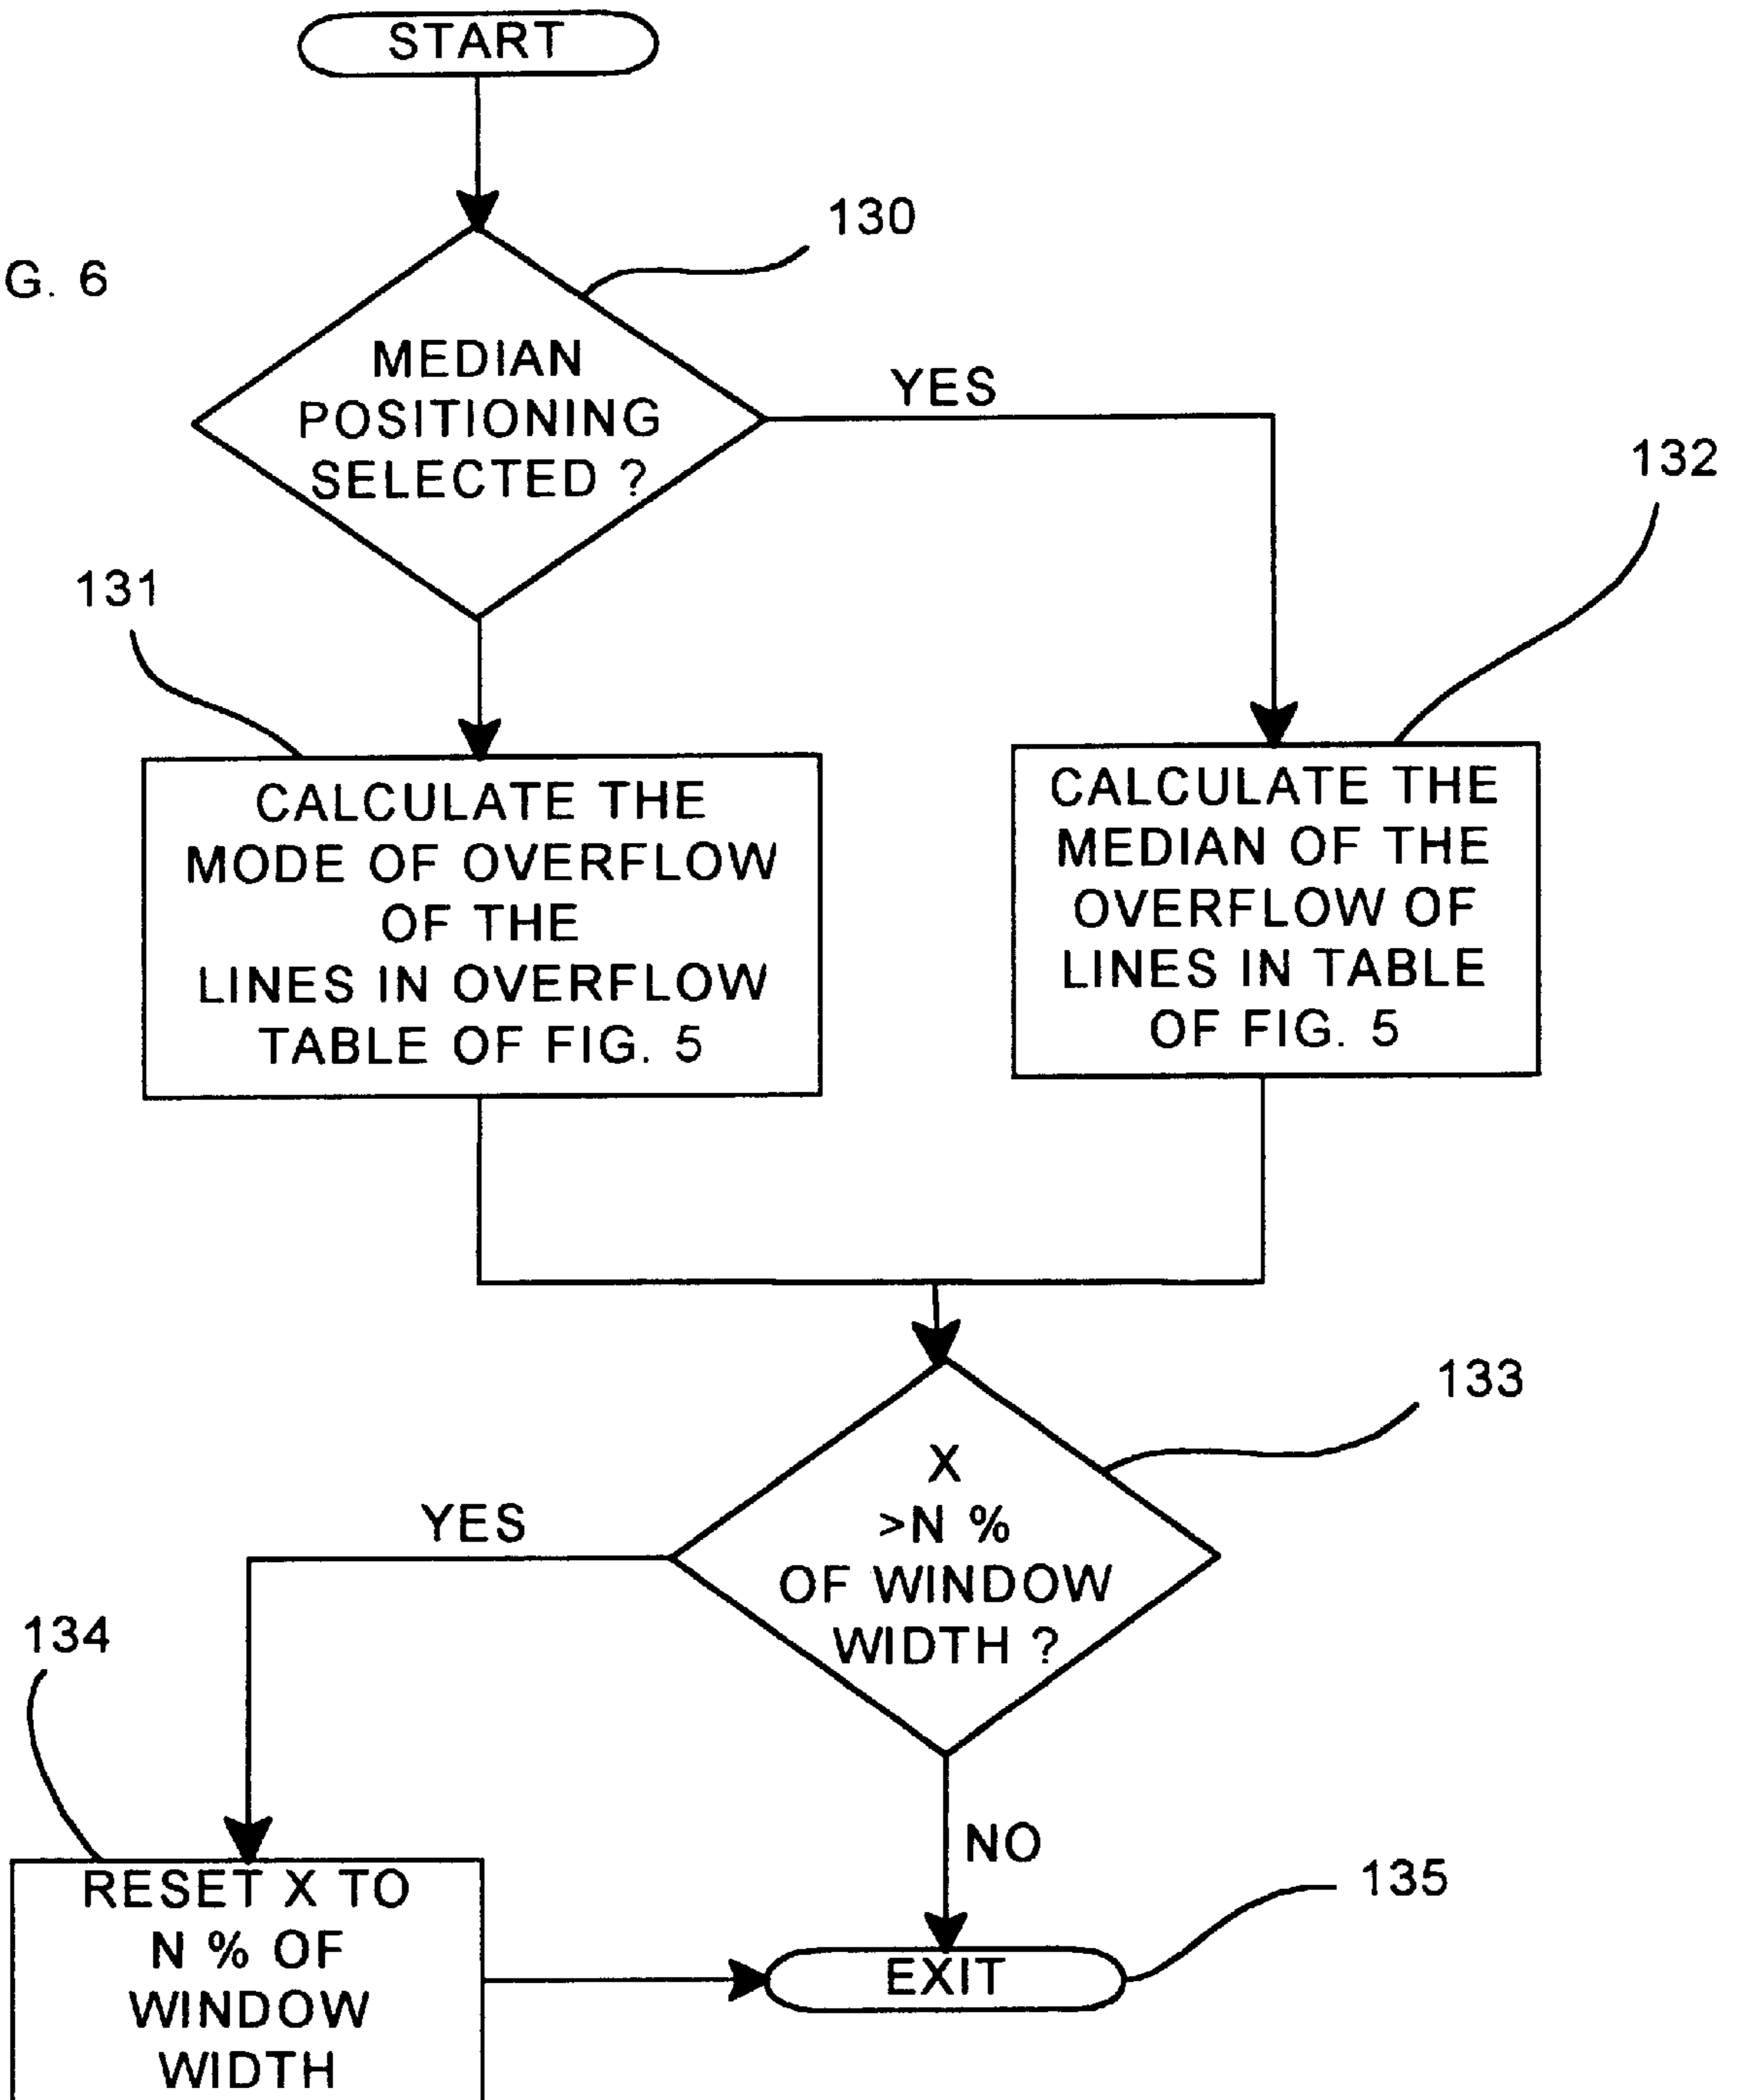 START
130
G. 6
MEDIAN
POSITIONING
SELECTED ?
YES
132
131
CALCULATE THE
MODE OF OVERFLOW
OF THE
LINES IN OVERFLOW
TABLE OF FIG. 5
CALCULATE THE
MEDIAN OF THE
OVERFLOW OF
LINES IN TABLE
OF FIG. 5
133
X
>N %
OF WINDOW
WIDTH ?
YES
134
NO
135
RESET X TO
N % OF
WINDOW
WIDTH
EXIT